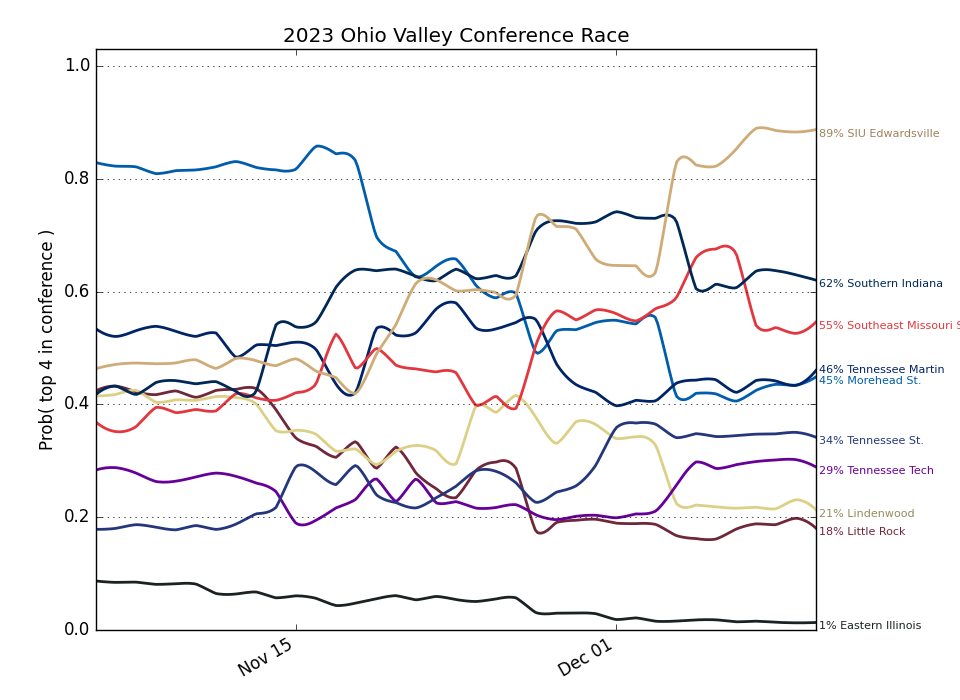 2023 Ohio Valley Conference Race
Prob( top 4 in conference )
1.0
0.8
0.6
0.4
0.2
0.0
Nov 15
Dec 01
89% SIU Edwardsville
62% Southern Indiana
55% Southeast Missouri S
46% Tennessee Martin
45% Morehead St.
34% Tennessee St.
29% Tennessee Tech
21% Lindenwood
18% Little Rock
1% Eastern Illinois